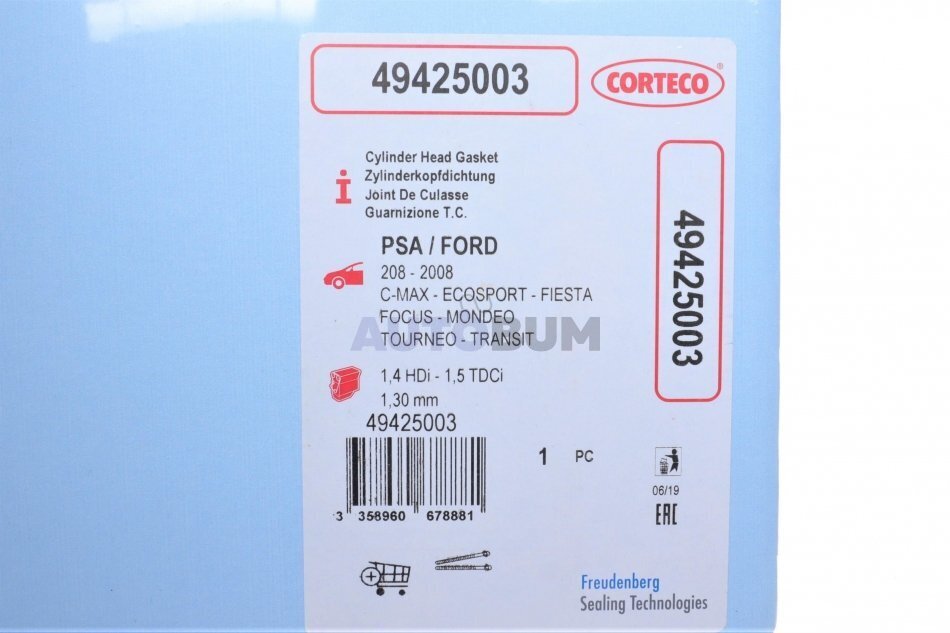 49425003
CORTECO®
Cylinder Head Gasket
Zylinderkopfdichtung
Joint De Culasse
Guarnizione T.C.
49425003
PSA / FORD
208 - 2008
C-MAX - ECOSPORT - FIESTA
FOCUS - MONDEO
AUTOBUM
TOURNEO - TRANSIT
1,4 HDi - 1,5 TDCi
1,30 mm
49425003
1 PC
3 358960 678881
06/19
EAC
Freudenberg
Sealing Technologies